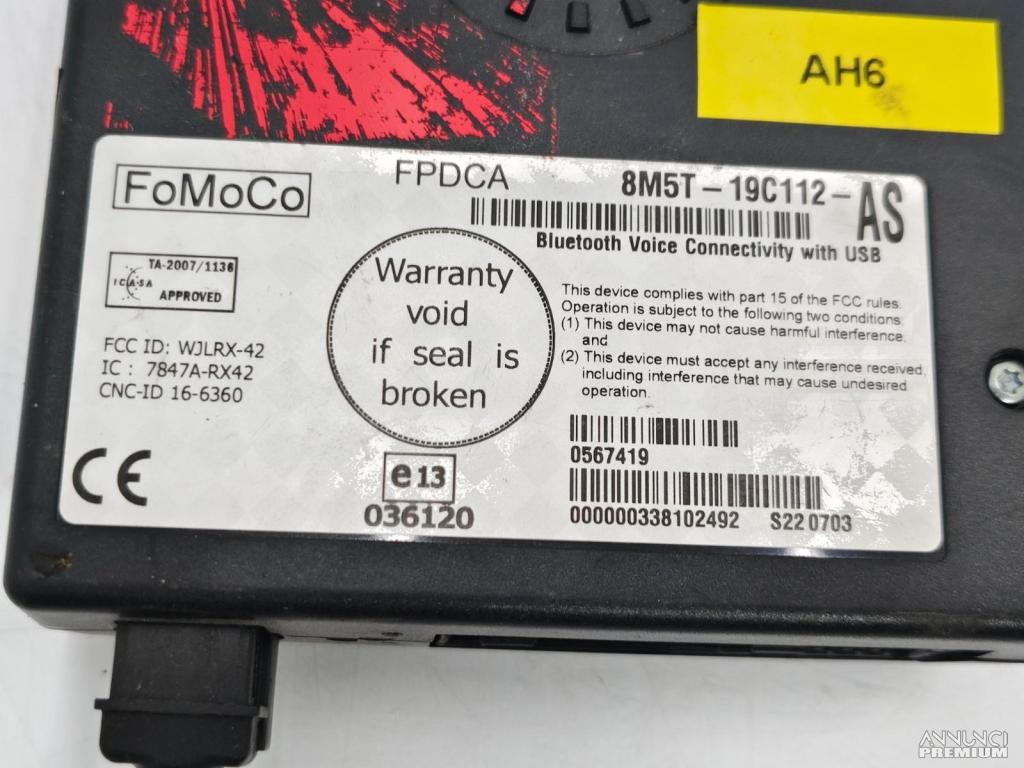 AH6
FoMoCo
FPDCA
8M5T-19C112-AS
Bluetooth Voice Connectivity with USB
TA-2007/1136
ICASA
APPROVED
FCC ID: WJLRX-42
IC : 7847A-RX42
CNC-ID 16-6360
Warranty
void
if seal is
broken
This device complies with part 15 of the FCC rules.
Operation is subject to the following two conditions:
(1) This device may not cause harmful interference,
and
(2) This device must accept any interference received,
including interference that may cause undesired
operation.
0567419
000000338102492 S22 0703
CE
e13
036120
ANNUNCI
PREMIUM